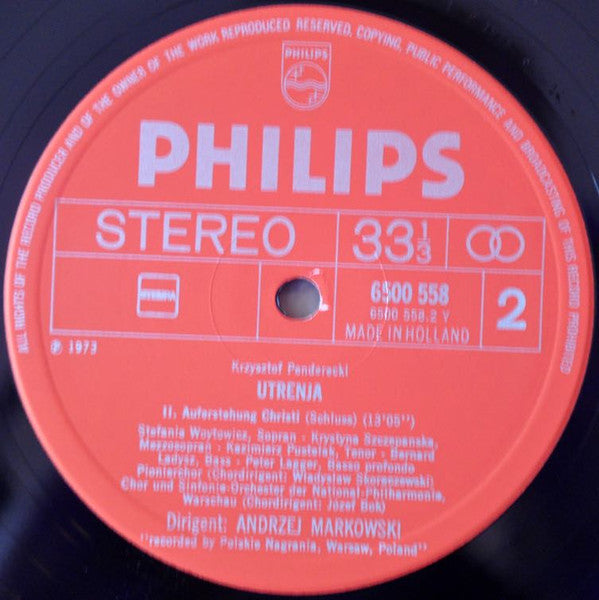 ALL RIGHTS OF THE RECORD PRODUCER AND OF THE OWNER OF THE WORK REPRODUCED RESERVED, COPYING, PUBLIC PERFORMANCE AND BROADCASTING OF THIS RECORD PROHIBITED
PHILIPS
PHILIPS
STEREO 33 1/3
STEMRA 6500 558 2
6500 558.2 Y
MADE IN HOLLAND
℗ 1973
Krzysztof Penderecki
UTRENJA
II. Auferstehung Christi (Schluss) (13'05'')
Stefania Woytowicz, Sopran - Krystyna Szczepanska,
Mezzosopran - Kazimierz Pustelak, Tenor - Bernard
Ladysz, Bass - Peter Lagger, Basso profondo
Pionierchor (Chordirigent: Wladyslaw Skoraczewski)
Chor und Sinfonie-Orchester der National-Philharmonie,
Warschau (Chordirigent: Jozef Bok)
Dirigent: ANDRZEJ MARKOWSKI
"recorded by Polskie Nagrania, Warsaw, Poland"